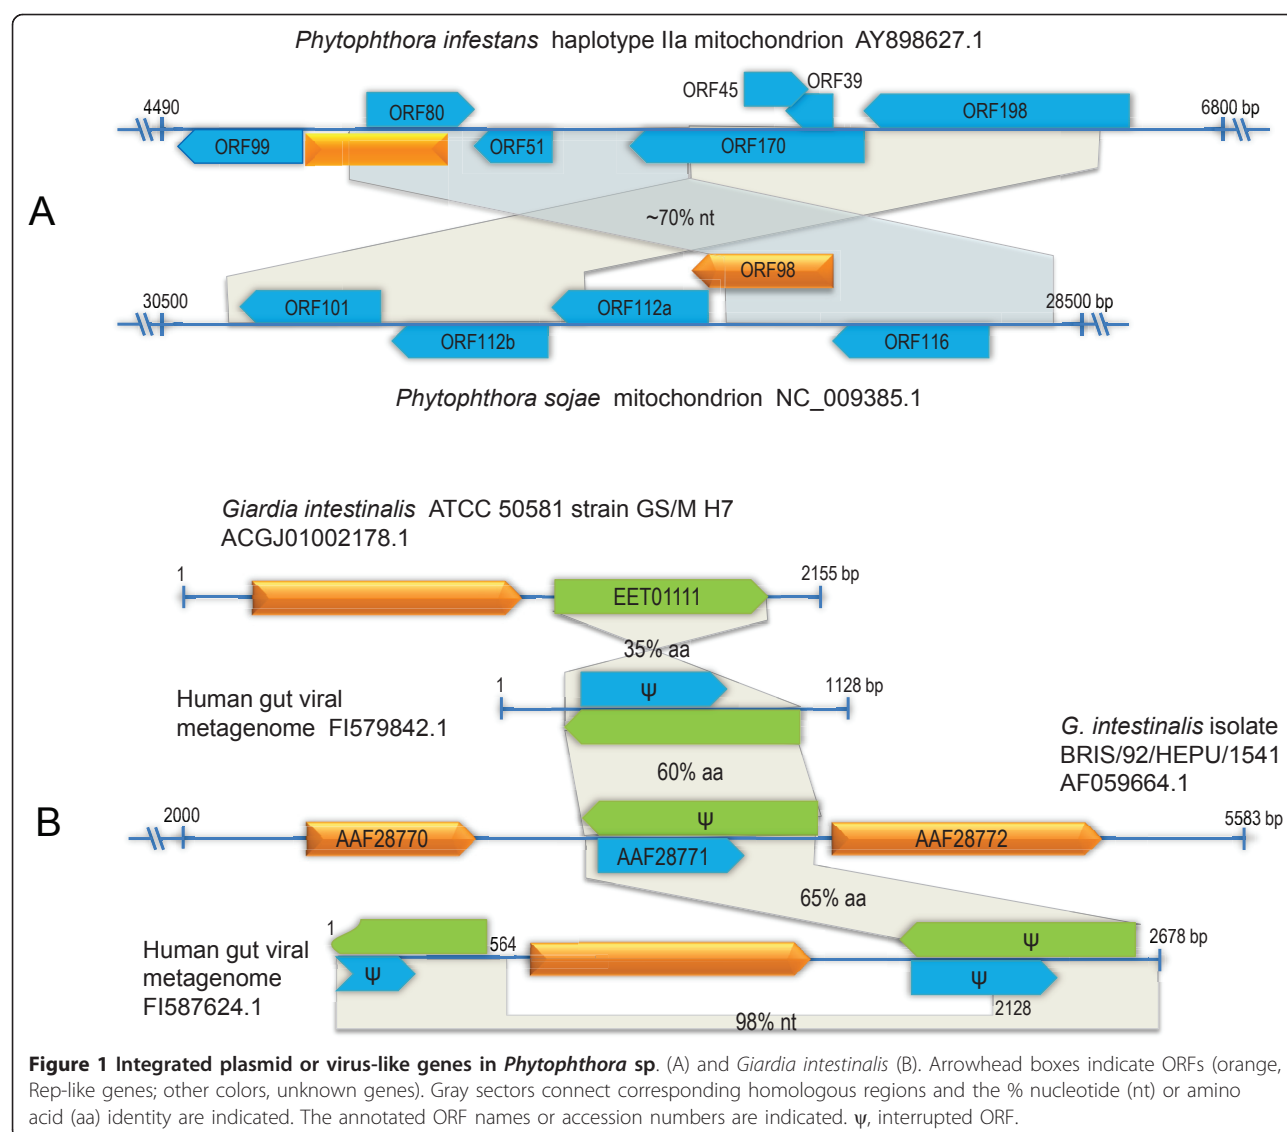 Phytophthora infestans haplotype IIa mitochondrion AY898627.1
4490
ORF80
ORF45
ORF39
ORF198
6800 bp
ORF99
ORF51
ORF170
A
~70% nt
ORF98
30500
ORF101
ORF112a
28500 bp
ORF112b
ORF116
Phytophthora sojae mitochondrion NC_009385.1
Giardia intestinalis ATCC 50581 strain GS/M H7
ACGJ01002178.1
1
EET01111
2155 bp
35% aa
Human gut viral
metagenome FI579842.1
1
ψ
1128 bp
G. intestinalis isolate
BRIS/92/HEPU/1541
AF059664.1
60% aa
B
2000
AAF28770
ψ
AAF28771
AAF28772
5583 bp
65% aa
Human gut viral
metagenome
FI587624.1
1
ψ
564
ψ
ψ
2678 bp
2128
98% nt
Figure 1 Integrated plasmid or virus-like genes in Phytophthora sp. (A) and Giardia intestinalis (B). Arrowhead boxes indicate ORFs (orange,
Rep-like genes; other colors, unknown genes). Gray sectors connect corresponding homologous regions and the % nucleotide (nt) or amino
acid (aa) identity are indicated. The annotated ORF names or accession numbers are indicated. ψ, interrupted ORF.